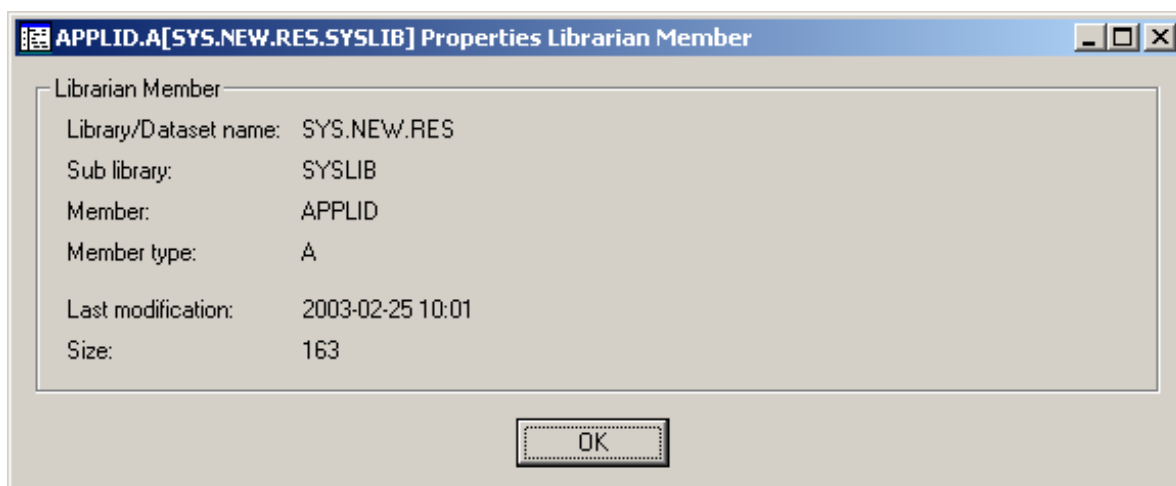 APPLID.A[SYS.NEW.RES.SYSLIB] Properties Librarian Member
Librarian Member
Library/Dataset name: SYS.NEW.RES
Sub library: SYSLIB
Member: APPLID
Member type: A
Last modification: 2003-02-25 10:01
Size: 163
OK